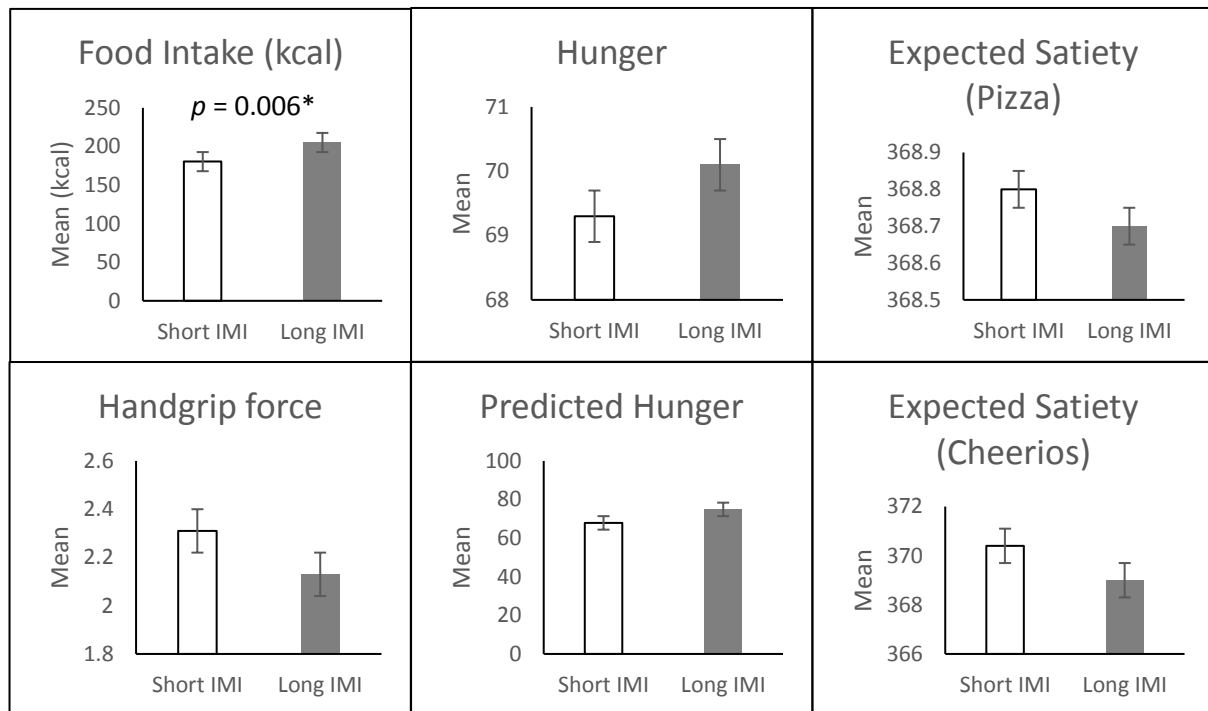 Food Intake (kcal)
p = 0.006*
Mean (kcal)
250
200
150
100
50
0
Short IMI Long IMI
Hunger
Mean
71
70
69
68
Short IMI Long IMI
Expected Satiety
(Pizza)
Mean
368.9
368.8
368.7
368.6
368.5
Short IMI Long IMI
Handgrip force
Mean
2.6
2.4
2.2
2
1.8
Short IMI Long IMI
Predicted Hunger
Mean
100
80
60
40
20
0
Short IMI Long IMI
Expected Satiety
(Cheerios)
Mean
372
370
368
366
Short IMI Long IMI